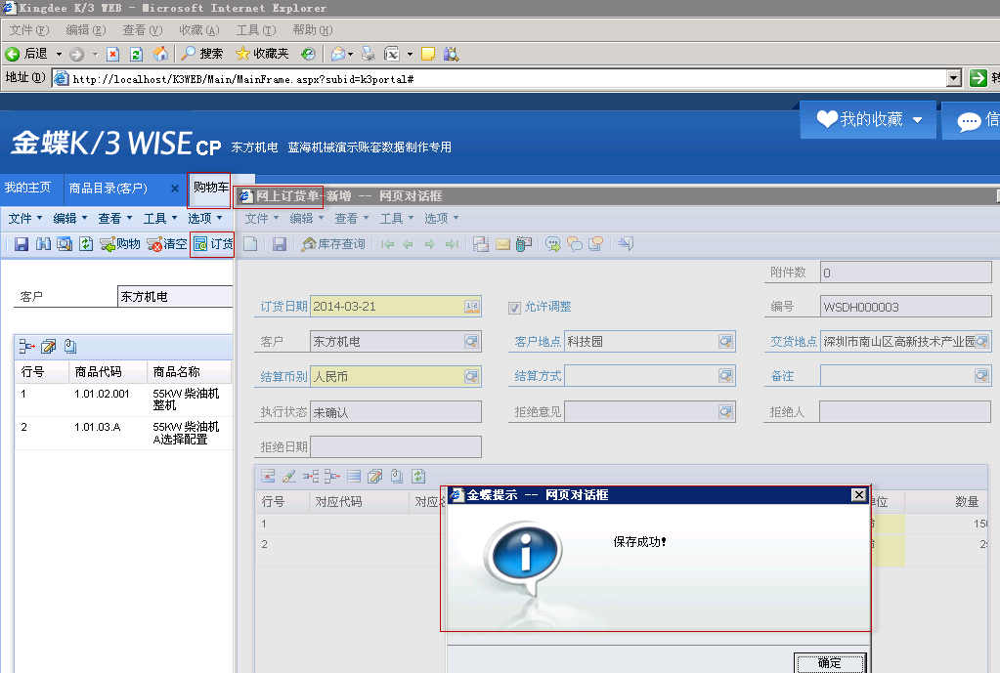 Kingdee K/3 WEB - Microsoft Internet Explorer
文件(F) 编辑(E) 查看(V) 收藏(A) 工具(T) 帮助(H)
后退 搜索 收藏夹
地址(D) http://localhost/K3WEB/Main/MainFrame.aspx?subid=k3portal#
我的收藏 信
金蝶K/3 WISE CP 东方机电 蓝海机械演示账套数据制作专用
我的主页 商品目录(客户) × 购物车
网上订货单-新增 -- 网页对话框
文件 编辑 查看 工具 选项
文件 编辑 查看 工具 选项
购物 清空 订货
库存查询
客户 东方机电
附件数 0
订货日期 2014-03-21 允许调整 编号 WSDH000003
客户 东方机电 客户地点 科技园 交货地点 深圳市南山区高新技术产业园
结算币别 人民币 结算方式 备注
执行状态 未确认 拒绝意见 拒绝人
拒绝日期
行号 商品代码 商品名称
1 1.01.02.001 55KW 柴油机
整机
2 1.01.03.A 55KW 柴油机
A选择配置
行号 对应代码 对应 单位 数量
1
2
金蝶提示 -- 网页对话框
保存成功!
确定